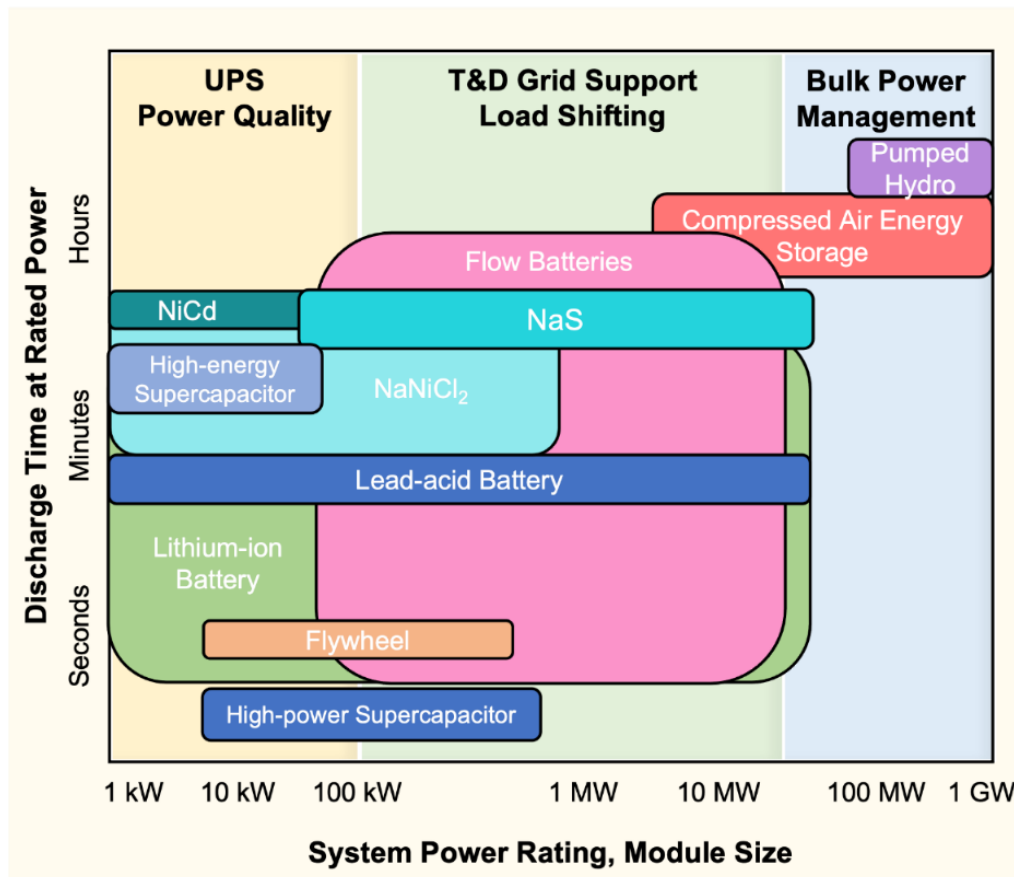 UPS
Power Quality
T&D Grid Support
Load Shifting
Bulk Power
Management
Pumped
Hydro
Compressed Air Energy
Storage
Flow Batteries
NiCd
NaS
High-energy
Supercapacitor
NaNiCl₂
Lead-acid Battery
Lithium-ion
Battery
Flywheel
High-power Supercapacitor
Discharge Time at Rated Power
Hours
Minutes
Seconds
1 kW
10 kW
100 kW
1 MW
10 MW
100 MW
1 GW
System Power Rating, Module Size